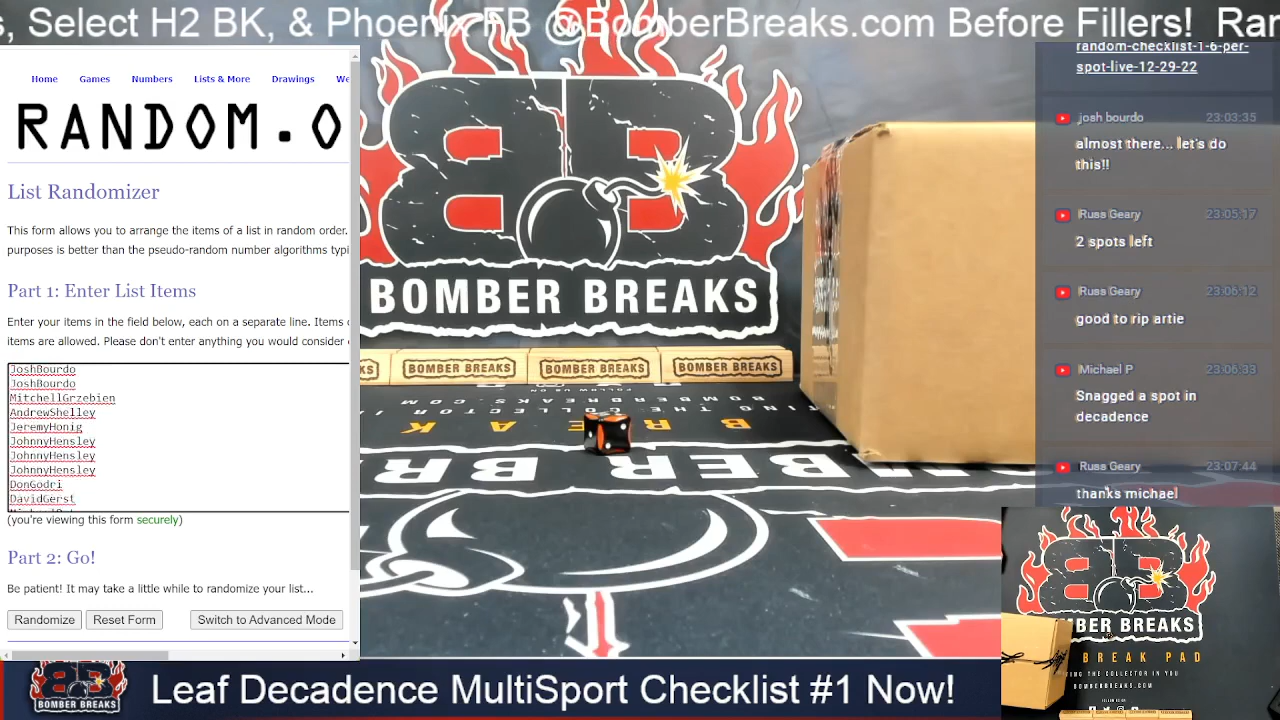 s, Select H2 BK, & Phoenix FB @BomberBreaks.com Before Fillers! Rar
Home Games Numbers Lists & More Drawings We
RANDOM.O
List Randomizer
This form allows you to arrange the items of a list in random order.
purposes is better than the pseudo-random number algorithms typi
Part 1: Enter List Items
Enter your items in the field below, each on a separate line. Items c
items are allowed. Please don't enter anything you would consider
JoshBourdo
JoshBourdo
MitchellGrzebien
AndrewShelley
JeremyHonig
JohnnyHensley
JohnnyHensley
JohnnyHensley
DonGodri
DavidGerst
(you're viewing this form securely)
Part 2: Go!
Be patient! It may take a little while to randomize your list...
Randomize Reset Form Switch to Advanced Mode
BB
BOMBER BREAKS
KS BOMBER BREAKS BOMBER BREAKS BOMBER BREAKS
random-checklist-1-6-per-
spot-live-12-29-22
josh bourdo 23:03:35
almost there... let's do
this!!
Russ Geary 23:05:17
2 spots left
Russ Geary 23:06:12
good to rip artie
Michael P 23:06:33
Snagged a spot in
decadence
Russ Geary 23:07:44
thanks michael
BB
OMBER BREAKS
BREAK PAD
BOMBERBREAKS.COM
BB
BOMBER BREAKS
Leaf Decadence MultiSport Checklist #1 Now!